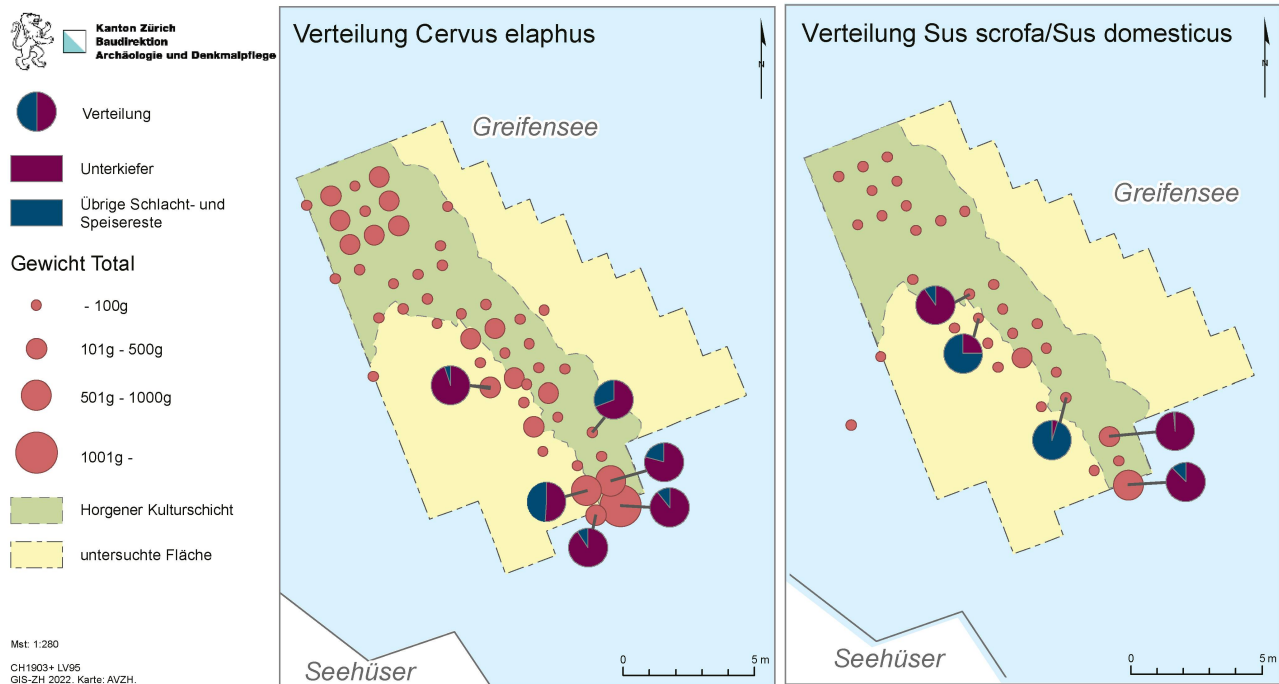 Kanton Zürich
Baudirektion
Archäologie und Denkmalpflege
Verteilung
Unterkiefer
Übrige Schlacht- und
Speisereste
Gewicht Total
- 100g
101g - 500g
501g - 1000g
1001g -
Horgener Kulturschicht
untersuchte Fläche
Mst: 1:280
CH1903+ LV95
GIS-ZH 2022. Karte: AVZH.
Verteilung Cervus elaphus
N
Greifensee
Seehüser
0 5 m
Verteilung Sus scrofa/Sus domesticus
N
Greifensee
Seehüser
0 5 m